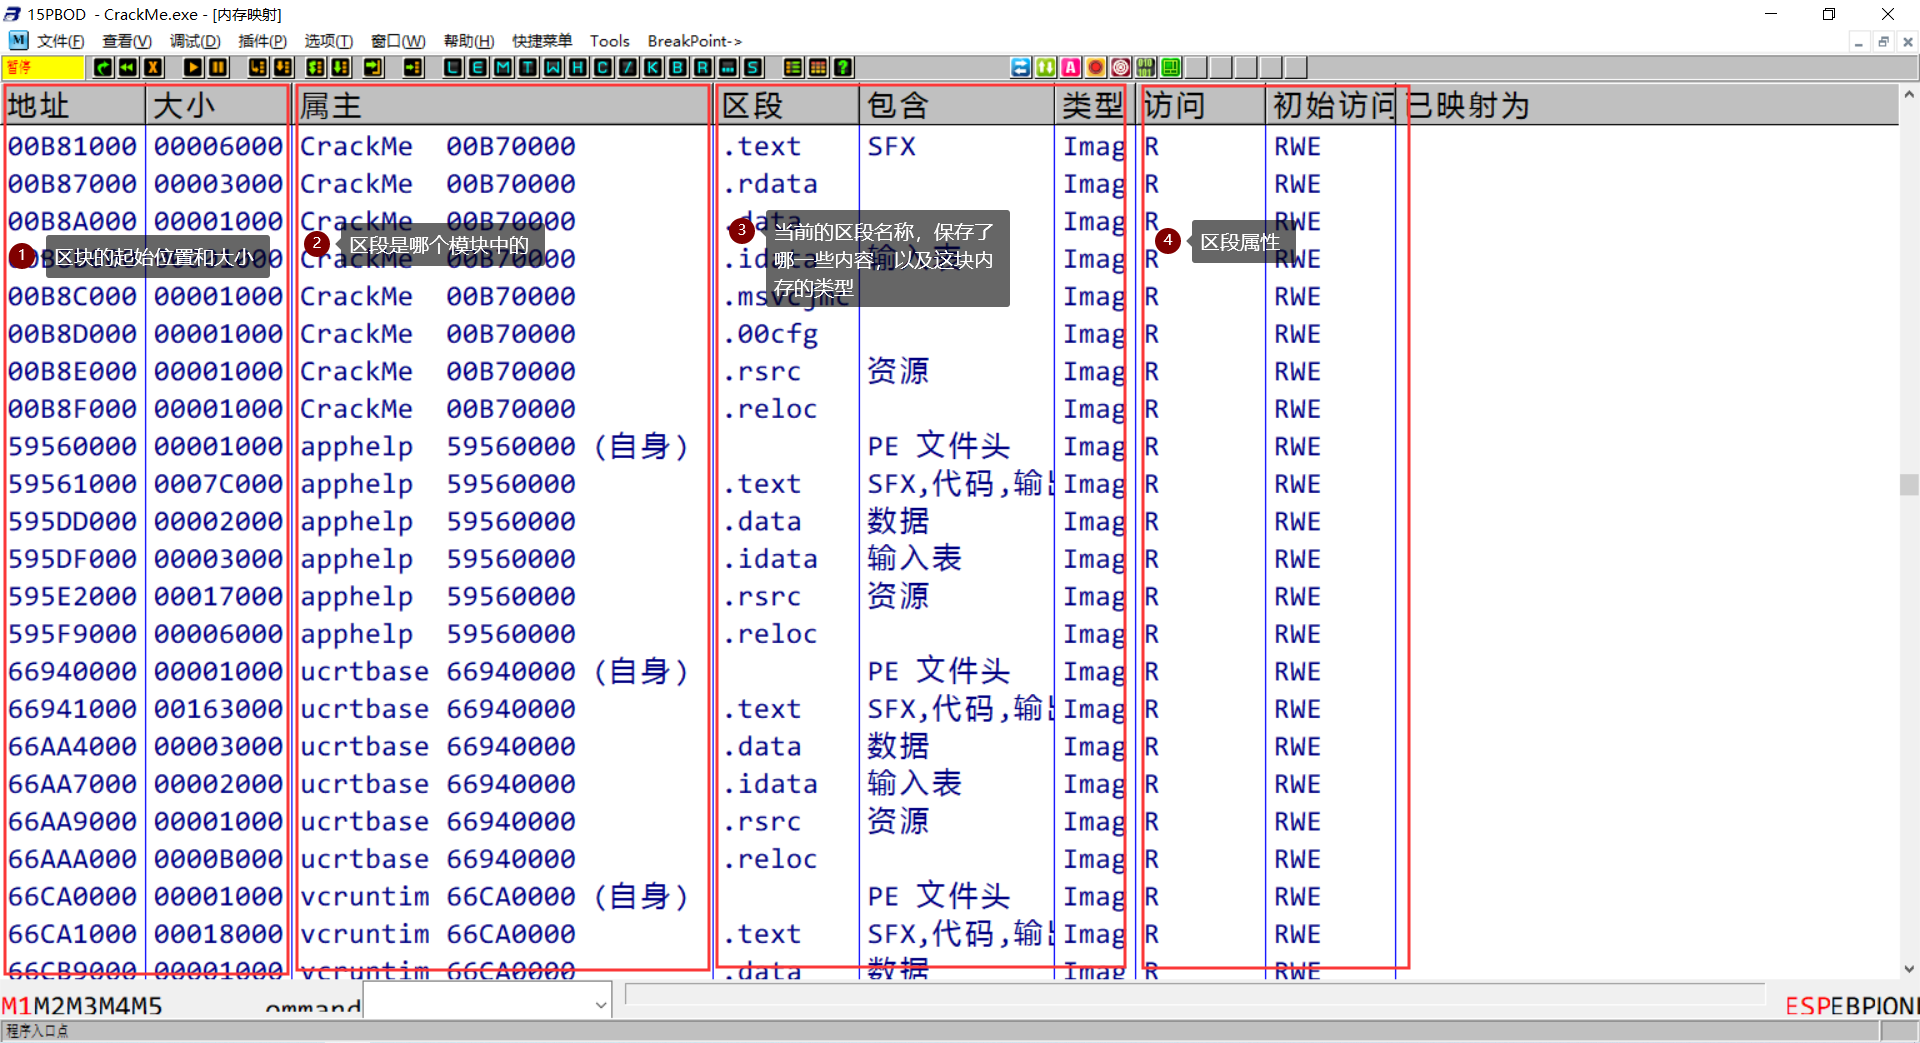 15PBOD - CrackMe.exe - [内存映射]
文件(F) 查看(V) 调试(D) 插件(P) 选项(T) 窗口(W) 帮助(H) 快捷菜单 Tools BreakPoint->
暂停 L E M T W H C / K B R ... S ?
地址 大小 属主 区段 包含 类型 访问 初始访问 已映射为
00B81000 00006000 CrackMe 00B70000 .text SFX Imag R RWE
00B87000 00003000 CrackMe 00B70000 .rdata Imag R RWE
00B8A000 00001000 CrackMe 00B70000 .data Imag R RWE
1 区块的起始位置和大小
2 区段是哪个模块中的
3 当前的区段名称，保存了
哪一些内容，以及这块内
存的类型
4 区段属性
CrackMe 00B70000 .idata 输入表 Imag R RWE
00B8C000 00001000 CrackMe 00B70000 .msvcjmc Imag R RWE
00B8D000 00001000 CrackMe 00B70000 .00cfg Imag R RWE
00B8E000 00001000 CrackMe 00B70000 .rsrc 资源 Imag R RWE
00B8F000 00001000 CrackMe 00B70000 .reloc Imag R RWE
59560000 00001000 apphelp 59560000 (自身) PE 文件头 Imag R RWE
59561000 0007C000 apphelp 59560000 .text SFX,代码,输出 Imag R RWE
595DD000 00002000 apphelp 59560000 .data 数据 Imag R RWE
595DF000 00003000 apphelp 59560000 .idata 输入表 Imag R RWE
595E2000 00017000 apphelp 59560000 .rsrc 资源 Imag R RWE
595F9000 00006000 apphelp 59560000 .reloc Imag R RWE
66940000 00001000 ucrtbase 66940000 (自身) PE 文件头 Imag R RWE
66941000 00163000 ucrtbase 66940000 .text SFX,代码,输出 Imag R RWE
66AA4000 00003000 ucrtbase 66940000 .data 数据 Imag R RWE
66AA7000 00002000 ucrtbase 66940000 .idata 输入表 Imag R RWE
66AA9000 00001000 ucrtbase 66940000 .rsrc 资源 Imag R RWE
66AAA000 0000B000 ucrtbase 66940000 .reloc Imag R RWE
66CA0000 00001000 vcruntim 66CA0000 (自身) PE 文件头 Imag R RWE
66CA1000 00018000 vcruntim 66CA0000 .text SFX,代码,输出 Imag R RWE
66CB9000 00001000 vcruntim 66CA0000 .data 数据 Imag R RWE
M1M2M3M4M5 ommand ESPEBPNONE
程序入口点